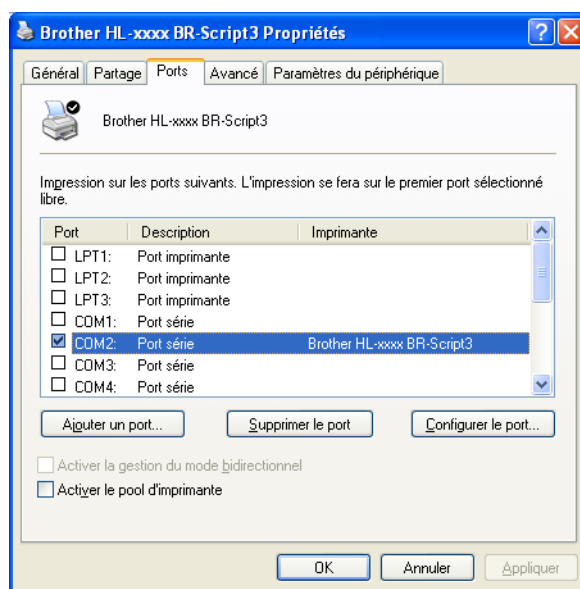 Brother HL-xxxx BR-Script3 Propriétés
Général Partage Ports Avancé Paramètres du périphérique
Brother HL-xxxx BR-Script3
Impression sur les ports suivants. L'impression se fera sur le premier port sélectionné
libre.
Port Description Imprimante
LPT1: Port imprimante
LPT2: Port imprimante
LPT3: Port imprimante
COM1: Port série
COM2: Port série Brother HL-xxxx BR-Script3
COM3: Port série
COM4: Port série
Ajouter un port... Supprimer le port Configurer le port...
Activer la gestion du mode bidirectionnel
Activer le pool d'imprimante
OK Annuler Appliquer